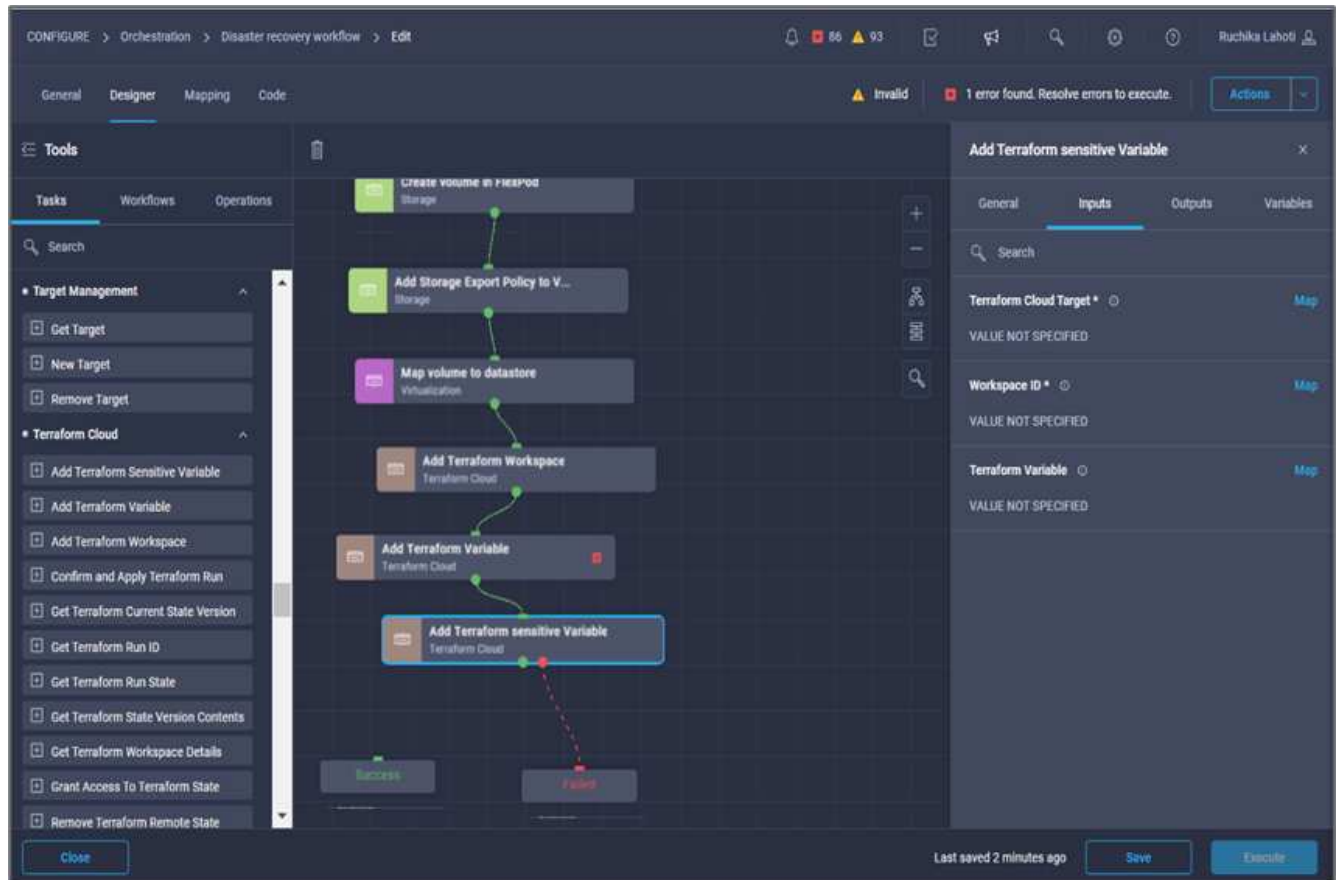 CONFIGURE > Orchestration > Disaster recovery workflow > Edit
86 93
Ruchika Lahoti
General Designer Mapping Code
Invalid
1 error found. Resolve errors to execute.
Actions
Tools
Tasks Workflows Operations
Search
Target Management
Get Target
New Target
Remove Target
Terraform Cloud
Add Terraform Sensitive Variable
Add Terraform Variable
Add Terraform Workspace
Confirm and Apply Terraform Run
Get Terraform Current State Version
Get Terraform Run ID
Get Terraform Run State
Get Terraform State Version Contents
Get Terraform Workspace Details
Grant Access To Terraform State
Remove Terraform Remote State
Create volume in FlexPod
Storage
Add Storage Export Policy to V...
Storage
Map volume to datastore
Virtualization
Add Terraform Workspace
Terraform Cloud
Add Terraform Variable
Terraform Cloud
Add Terraform sensitive Variable
Terraform Cloud
Success
Failed
Add Terraform sensitive Variable
General Inputs Outputs Variables
Search
Terraform Cloud Target *
Map
VALUE NOT SPECIFIED
Workspace ID *
Map
VALUE NOT SPECIFIED
Terraform Variable
Map
VALUE NOT SPECIFIED
Close
Last saved 2 minutes ago
Save
Execute